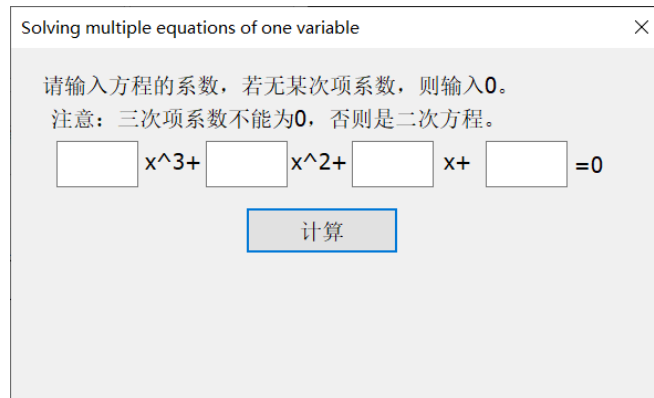 Solving multiple equations of one variable
请输入方程的系数，若无某次项系数，则输入0。
注意：三次项系数不能为0，否则是二次方程。
x^3+ x^2+ x+ =0
计算